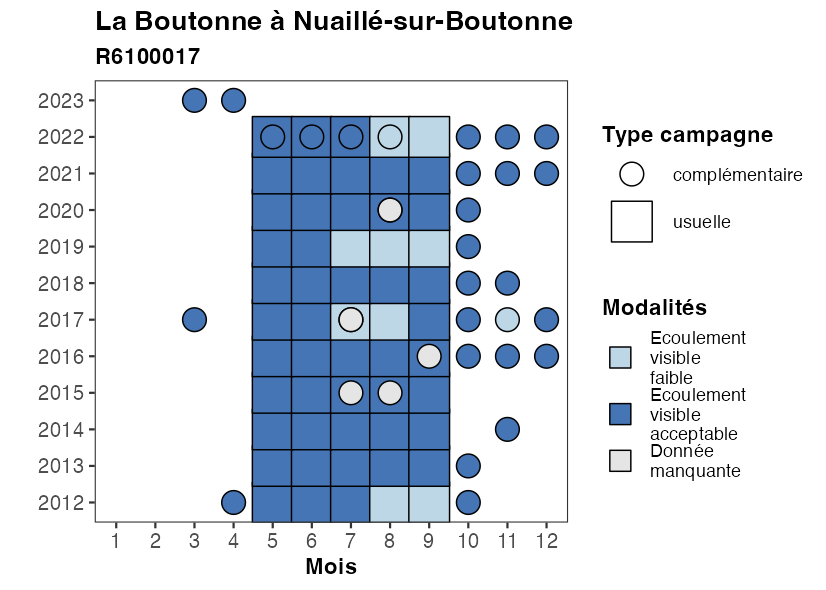 La Boutonne à Nuaillé-sur-Boutonne
R6100017
2023
2022
2021
2020
2019
2018
2017
2016
2015
2014
2013
2012
1 2 3 4 5 6 7 8 9 10 11 12
Mois
Type campagne
complémentaire
usuelle
Modalités
Ecoulement
visible
faible
Ecoulement
visible
acceptable
Donnée
manquante